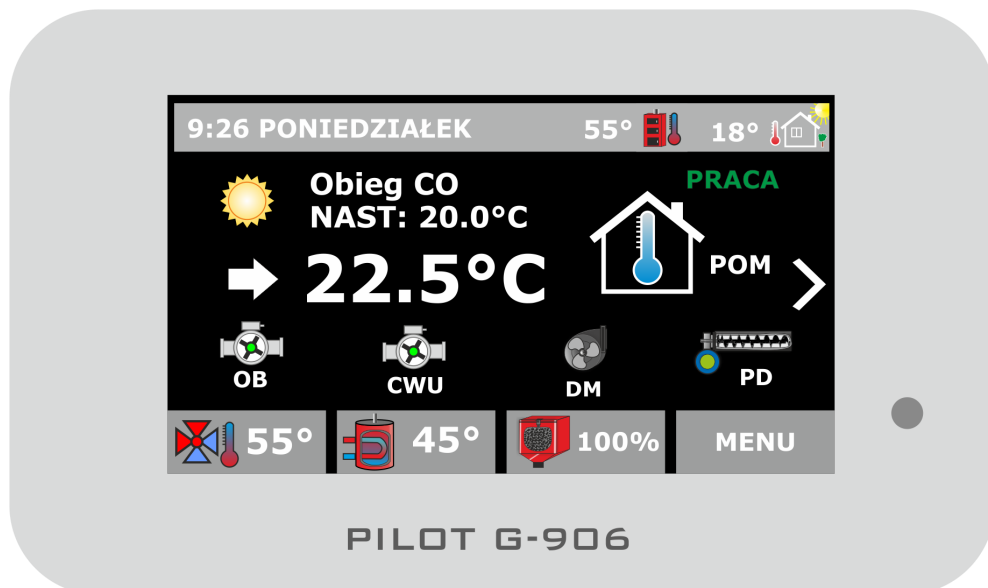 9:26 PONIEDZIAŁEK 55° 18°
PRACA
Obieg CO
NAST: 20.0°C
22.5°C
POM
OB
CWU
DM
PD
55°
45°
100%
MENU
PILOT G-906